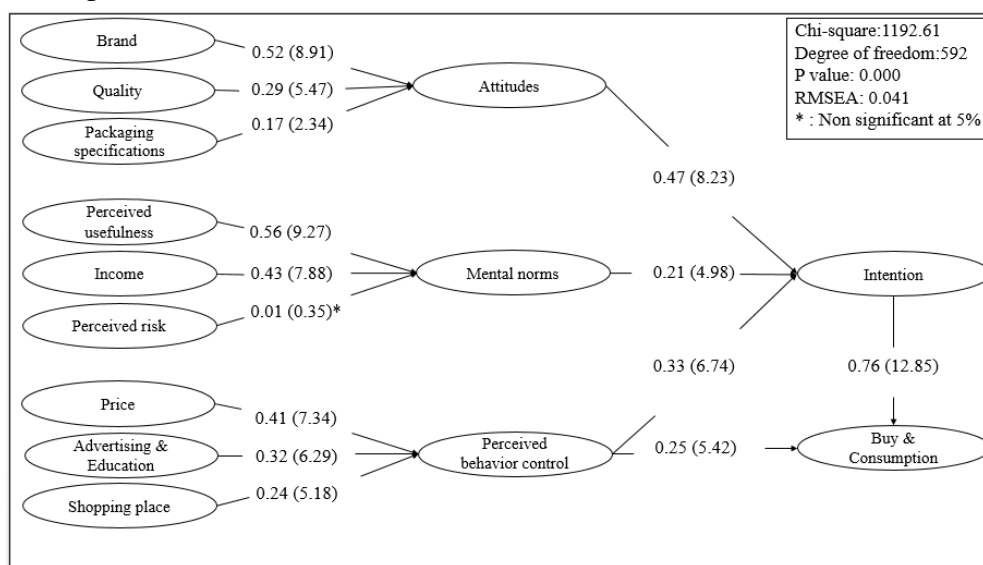 Chi-square:1192.61
Degree of freedom:592
P value: 0.000
RMSEA: 0.041
* : Non significant at 5%
Brand
0.52 (8.91)
Quality
0.29 (5.47)
Attitudes
Packaging
specifications
0.17 (2.34)
0.47 (8.23)
Perceived
usefulness
0.56 (9.27)
Income
0.43 (7.88)
Mental norms
0.21 (4.98)
Intention
Perceived risk
0.01 (0.35)*
0.33 (6.74)
0.76 (12.85)
Price
0.41 (7.34)
Advertising &
Education
0.32 (6.29)
Perceived
behavior control
0.25 (5.42)
Buy &
Consumption
Shopping place
0.24 (5.18)